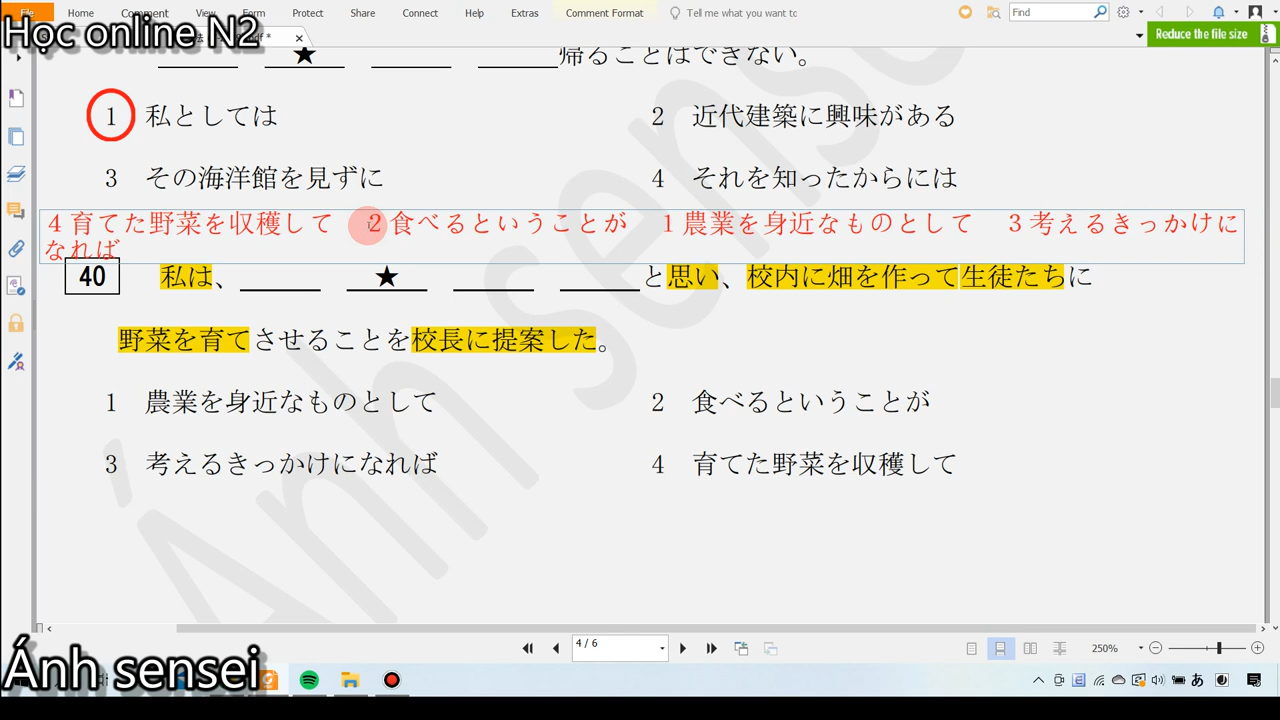 File Home Comment View Form Protect Share Connect Help Extras Comment Format Tell me what you want to Find
Học online N2
df * Reduce the file size
★ 帰ることはできない。
1 私としては 2 近代建築に興味がある
3 その海洋館を見ずに 4 それを知ったからには
4育てた野菜を収穫して 2食べるということが 1農業を身近なものとして 3考えるきっかけに
なれば
40 私は、 ★ と思い、校内に畑を作って生徒たちに
野菜を育てさせることを校長に提案した。
1 農業を身近なものとして 2 食べるということが
3 考えるきっかけになれば 4 育てた野菜を収穫して
Ánh sensei
4 / 6 250%
Ánh sensei
あ